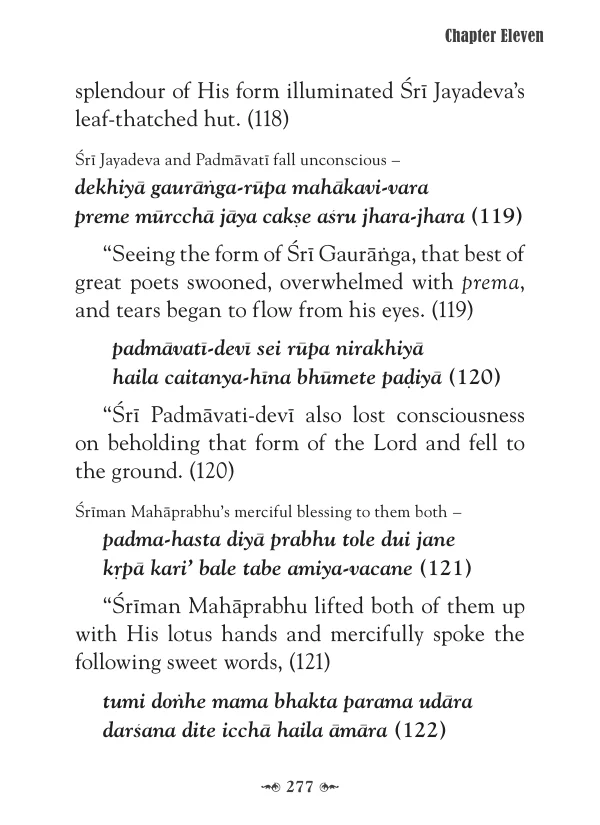 Chapter Eleven
splendour of His form illuminated Śrī Jayadeva’s
leaf-thatched hut. (118)
Śrī Jayadeva and Padmāvatī fall unconscious –
dekhiyā gaurāṅga-rūpa mahākavi-vara
preme mūrcchā jāya cakṣe aśru jhara-jhara (119)
“Seeing the form of Śrī Gaurāṅga, that best of
great poets swooned, overwhelmed with prema,
and tears began to flow from his eyes. (119)
padmāvatī-devī sei rūpa nirakhiyā
haila caitanya-hīna bhūmete paḍiyā (120)
“Śrī Padmāvati-devī also lost consciousness
on beholding that form of the Lord and fell to
the ground. (120)
Śrīman Mahāprabhu’s merciful blessing to them both –
padma-hasta diyā prabhu tole dui jane
kṛpā kari’ bale tabe amiya-vacane (121)
“Śrīman Mahāprabhu lifted both of them up
with His lotus hands and mercifully spoke the
following sweet words, (121)
tumi doṅhe mama bhakta parama udāra
darśana dite icchā haila āmāra (122)
277